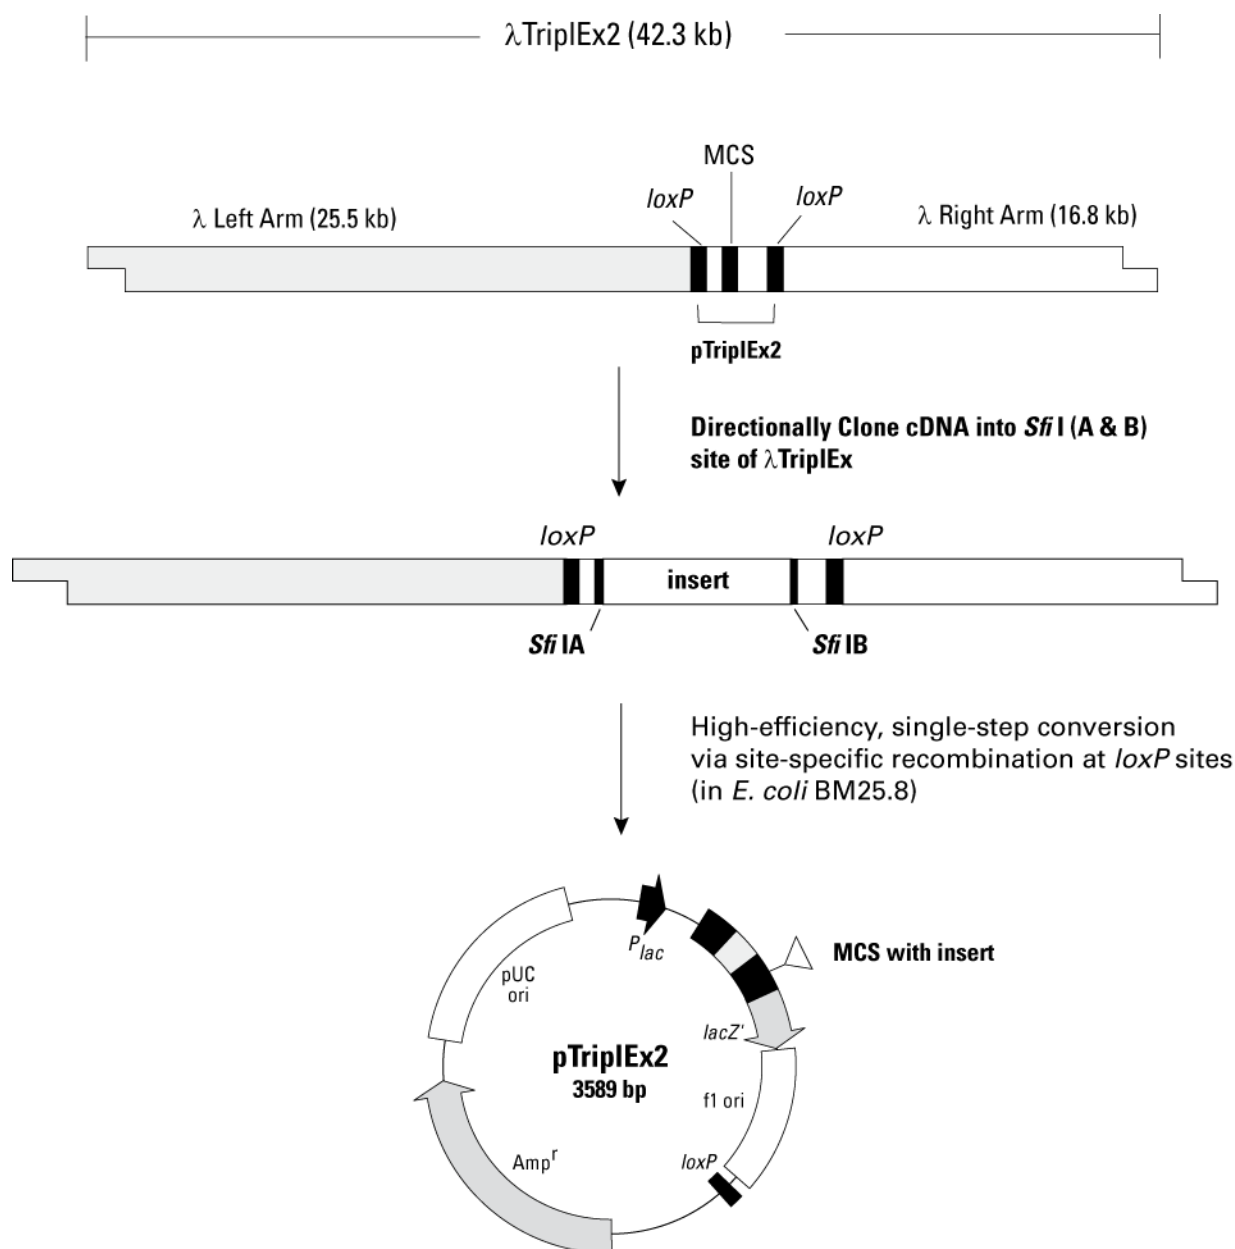 λTriplEx2 (42.3 kb)
MCS
loxP
loxP
λ Left Arm (25.5 kb)
λ Right Arm (16.8 kb)
pTriplEx2
Directionally Clone cDNA into Sfi I (A & B)
site of λTriplEx
loxP
loxP
insert
Sfi IA
Sfi IB
High-efficiency, single-step conversion
via site-specific recombination at loxP sites
(in E. coli BM25.8)
Plac
MCS with insert
pUC
ori
lacZ'
pTriplEx2
3589 bp
f1 ori
loxP
Ampr